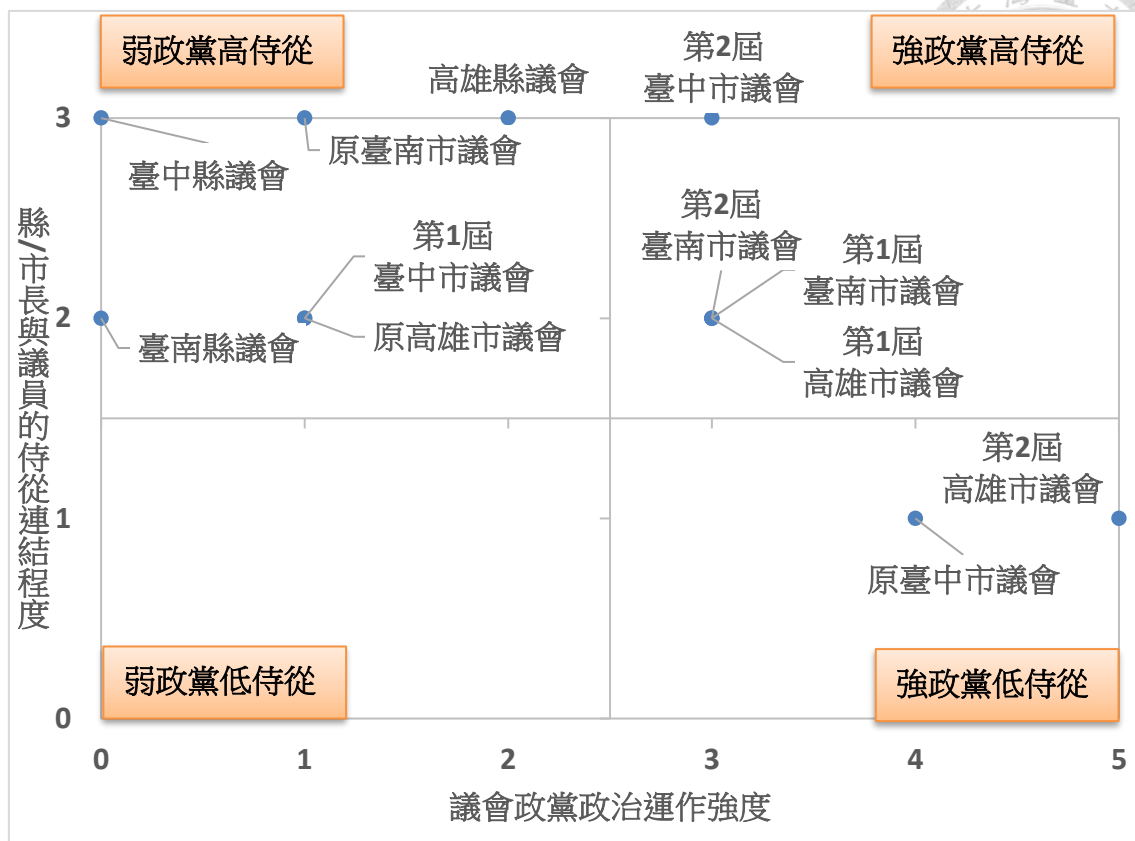 弱政黨高侍從
強政黨高侍從
第2屆
臺中市議會
高雄縣議會
3
臺中縣議會
原臺南市議會
第2屆
臺南市議會
第1屆
臺中市議會
第1屆
臺南市議會
2
臺南縣議會
原高雄市議會
第1屆
高雄市議會
縣/市長與議員的侍從連結程度
第2屆
高雄市議會
1
原臺中市議會
弱政黨低侍從
強政黨低侍從
0
0 1 2 3 4 5
議會政黨政治運作強度